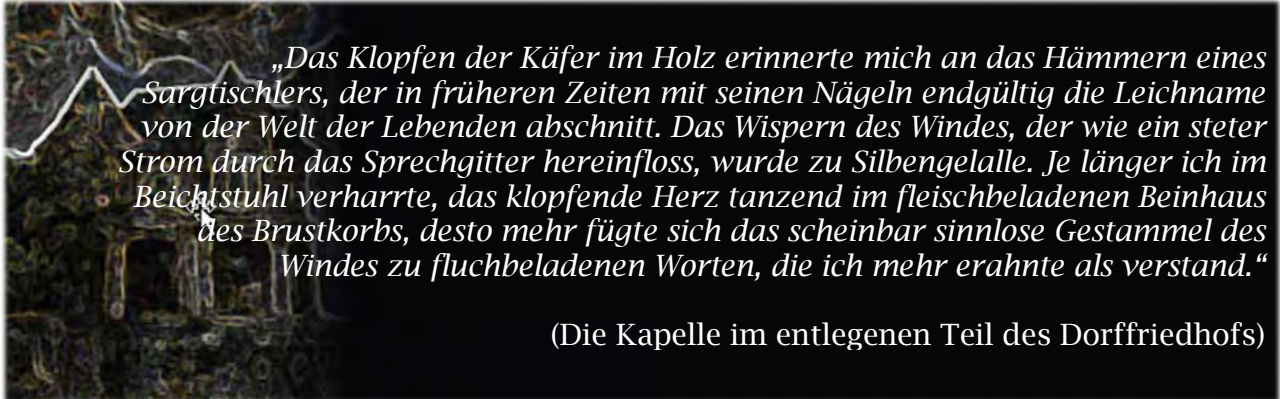 „Das Klopfen der Käfer im Holz erinnerte mich an das Hämmern eines
Sargtischlers, der in früheren Zeiten mit seinen Nägeln endgültig die Leichname
von der Welt der Lebenden abschnitt. Das Wispern des Windes, der wie ein steter
Strom durch das Sprechgitter hereinfloss, wurde zu Silbengelalle. Je länger ich im
Beichtstuhl verharrte, das klopfende Herz tanzend im fleischbeladenen Beinhaus
des Brustkorbs, desto mehr fügte sich das scheinbar sinnlose Gestammel des
Windes zu fluchbeladenen Worten, die ich mehr erahnte als verstand.“
(Die Kapelle im entlegenen Teil des Dorffriedhofs)